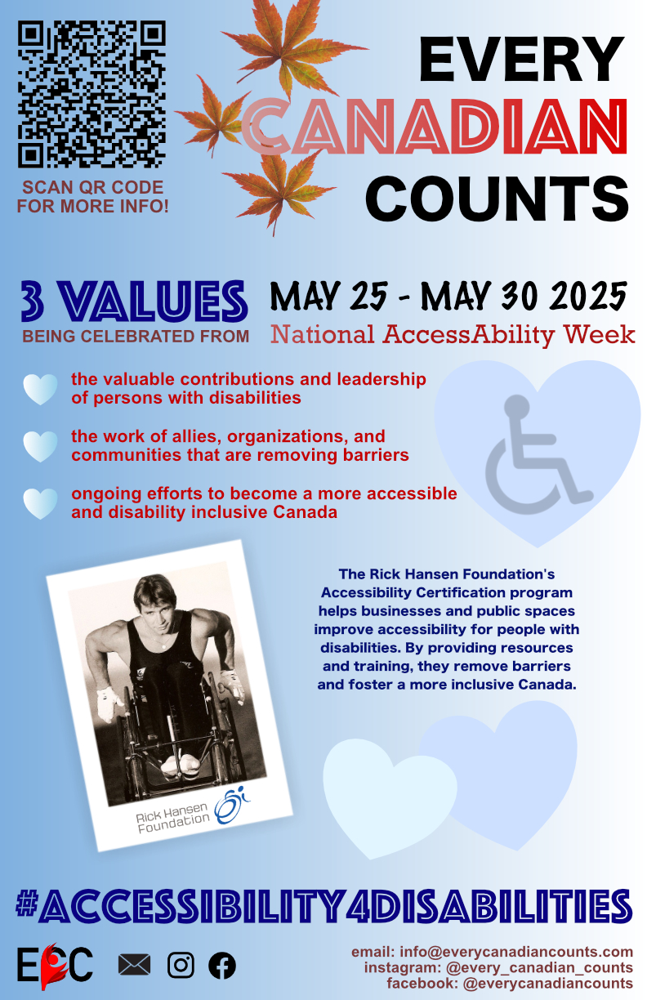 EVERY
CANADIAN
COUNTS
SCAN QR CODE
FOR MORE INFO!
3 VALUES
BEING CELEBRATED FROM
MAY 25 - MAY 30 2025
National AccessAbility Week
the valuable contributions and leadership
of persons with disabilities
the work of allies, organizations, and
communities that are removing barriers
ongoing efforts to become a more accessible
and disability inclusive Canada
The Rick Hansen Foundation's
Accessibility Certification program
helps businesses and public spaces
improve accessibility for people with
disabilities. By providing resources
and training, they remove barriers
and foster a more inclusive Canada.
Rick Hansen
Foundation
#ACCESSIBILITY4DISABILITIES
ECC
email: info@everycanadiancounts.com
instagram: @every_canadian_counts
facebook: @everycanadiancounts